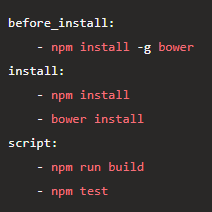 before_install:
    - npm install -g bower
install:
    - npm install
    - bower install
script:
    - npm run build
    - npm test